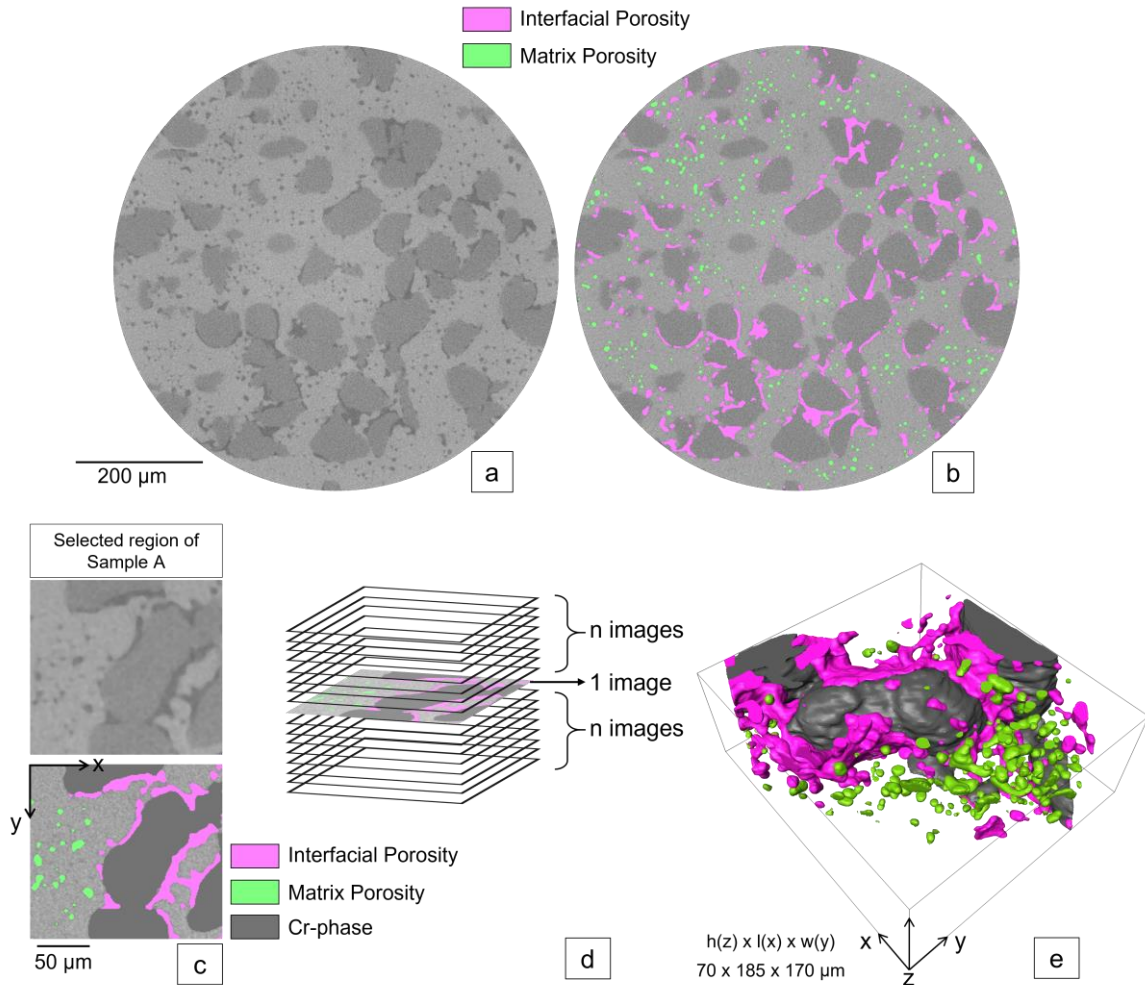 Interfacial Porosity
Matrix Porosity
a
b
200 µm
Selected region of
Sample A
x
y
50 µm
c
Interfacial Porosity
Matrix Porosity
Cr-phase
n images
1 image
n images
d
h(z) x l(x) x w(y)
70 x 185 x 170 µm
x
y
z
e